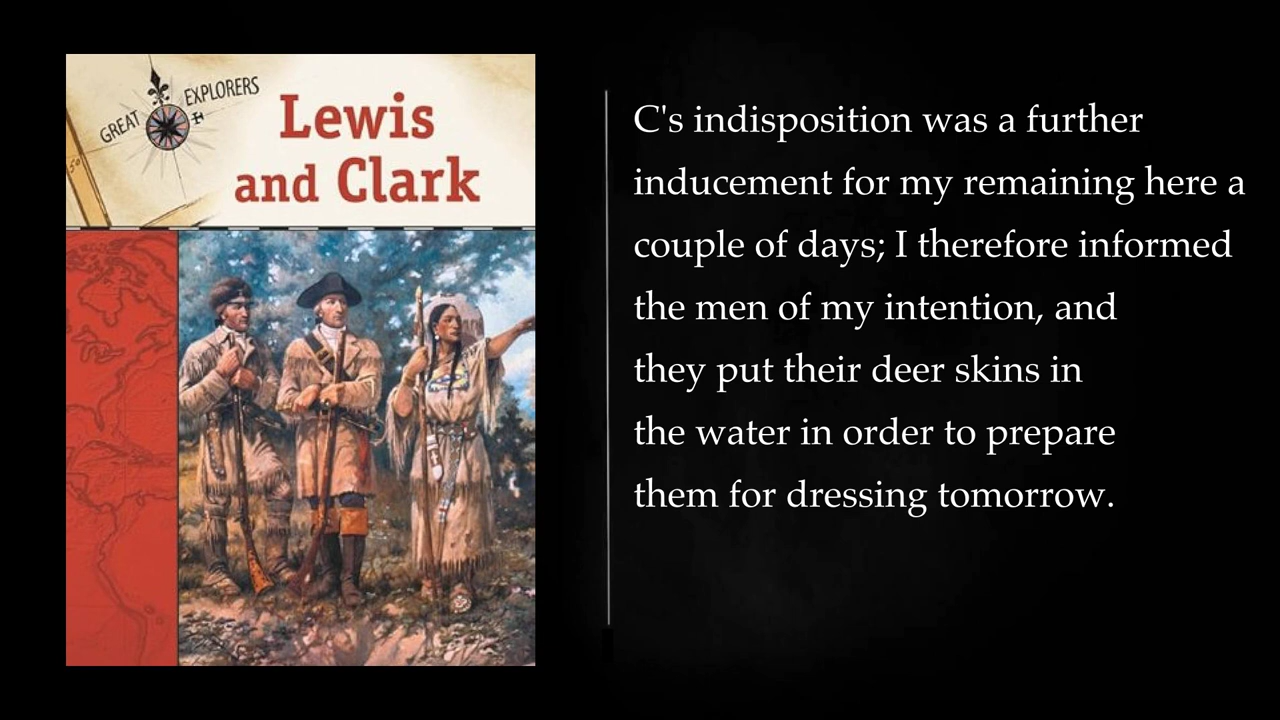 GREAT EXPLORERS
Lewis
and Clark
50
C's indisposition was a further
inducement for my remaining here a
couple of days; I therefore informed
the men of my intention, and
they put their deer skins in
the water in order to prepare
them for dressing tomorrow.